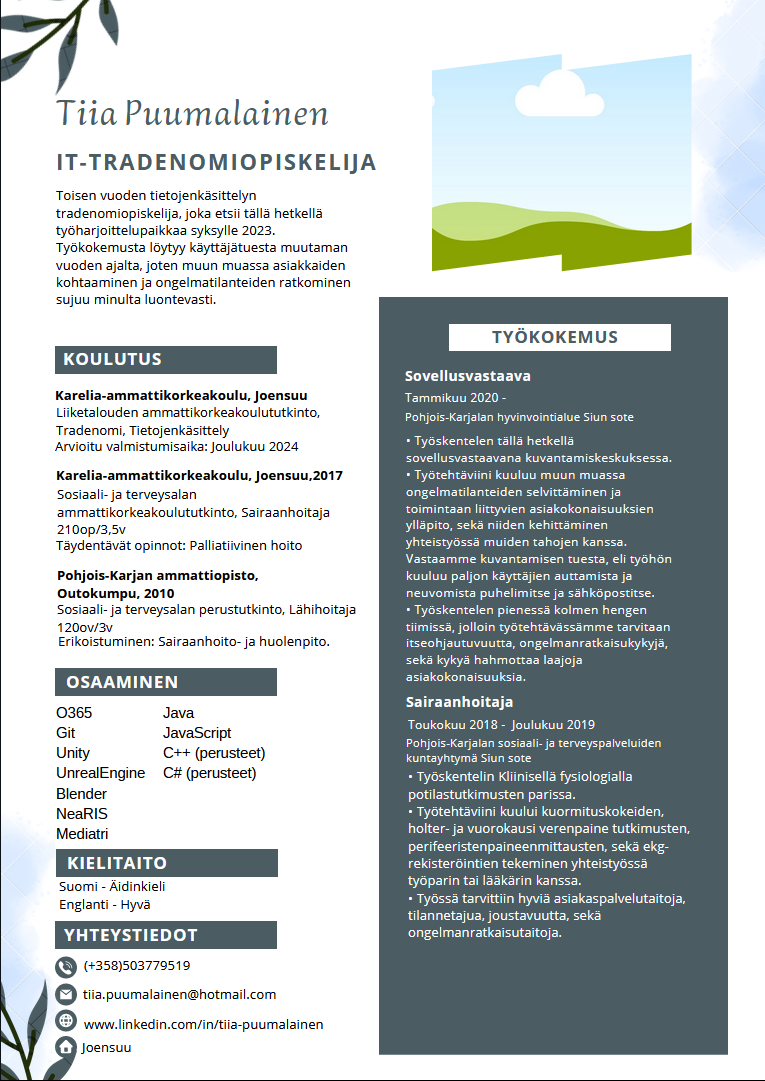 Tiia Puumalainen
IT-TRADENOMIOPISKELIJA
Toisen vuoden tietojenkäsittelyn
tradenomiopiskelija, joka etsii tällä hetkellä
työharjoittelupaikkaa syksylle 2023.
Työkokemusta löytyy käyttäjätuesta muutaman
vuoden ajalta, joten muun muassa asiakkaiden
kohtaaminen ja ongelmatilanteiden ratkominen
sujuu minulta luontevasti.
KOULUTUS
Karelia-ammattikorkeakoulu, Joensuu
Liiketalouden ammattikorkeakoulututkinto,
Tradenomi, Tietojenkäsittely
Arvioitu valmistumisaika: Joulukuu 2024
Karelia-ammattikorkeakoulu, Joensuu,2017
Sosiaali- ja terveysalan
ammattikorkeakoulututkinto, Sairaanhoitaja
210op/3,5v
Täydentävät opinnot: Palliatiivinen hoito
Pohjois-Karjan ammattiopisto,
Outokumpu, 2010
Sosiaali- ja terveysalan perustutkinto, Lähihoitaja
120ov/3v
Erikoistuminen: Sairaanhoito- ja huolenpito.
OSAAMINEN
O365 Java
Git JavaScript
Unity C++ (perusteet)
UnrealEngine C# (perusteet)
Blender
NeaRIS
Mediatri
KIELITAITO
Suomi - Äidinkieli
Englanti - Hyvä
YHTEYSTIEDOT
(+358)503779519
tiia.puumalainen@hotmail.com
www.linkedin.com/in/tiia-puumalainen
Joensuu
TYÖKOKEMUS
Sovellusvastaava
Tammikuu 2020 -
Pohjois-Karjalan hyvinvointialue Siun sote
• Työskentelen tällä hetkellä
sovellusvastaavana kuvantamiskeskuksessa.
• Työtehtäviini kuuluu muun muassa
ongelmatilanteiden selvittäminen ja
toimintaan liittyvien asiakokonaisuuksien
ylläpito, sekä niiden kehittäminen
yhteistyössä muiden tahojen kanssa.
Vastaamme kuvantamisen tuesta, eli työhön
kuuluu paljon käyttäjien auttamista ja
neuvomista puhelimitse ja sähköpostitse.
• Työskentelen pienessä kolmen hengen
tiimissä, jolloin työtehtävässämme tarvitaan
itseohjautuvuutta, ongelmanratkaisukykyjä,
sekä kykyä hahmottaa laajoja
asiakokonaisuuksia.
Sairaanhoitaja
Toukokuu 2018 - Joulukuu 2019
Pohjois-Karjalan sosiaali- ja terveyspalveluiden
kuntayhtymä Siun sote
• Työskentelin Kliinisellä fysiologialla
potilastutkimusten parissa.
• Työtehtäviini kuului kuormituskokeiden,
holter- ja vuorokausi verenpaine tutkimusten,
perifeeristenpaineenmittausten, sekä ekg-
rekisteröintien tekeminen yhteistyössä
työparin tai lääkärin kanssa.
• Työssä tarvittiin hyviä asiakaspalvelutaitoja,
tilannetajua, joustavuutta, sekä
ongelmanratkaisutaitoja.